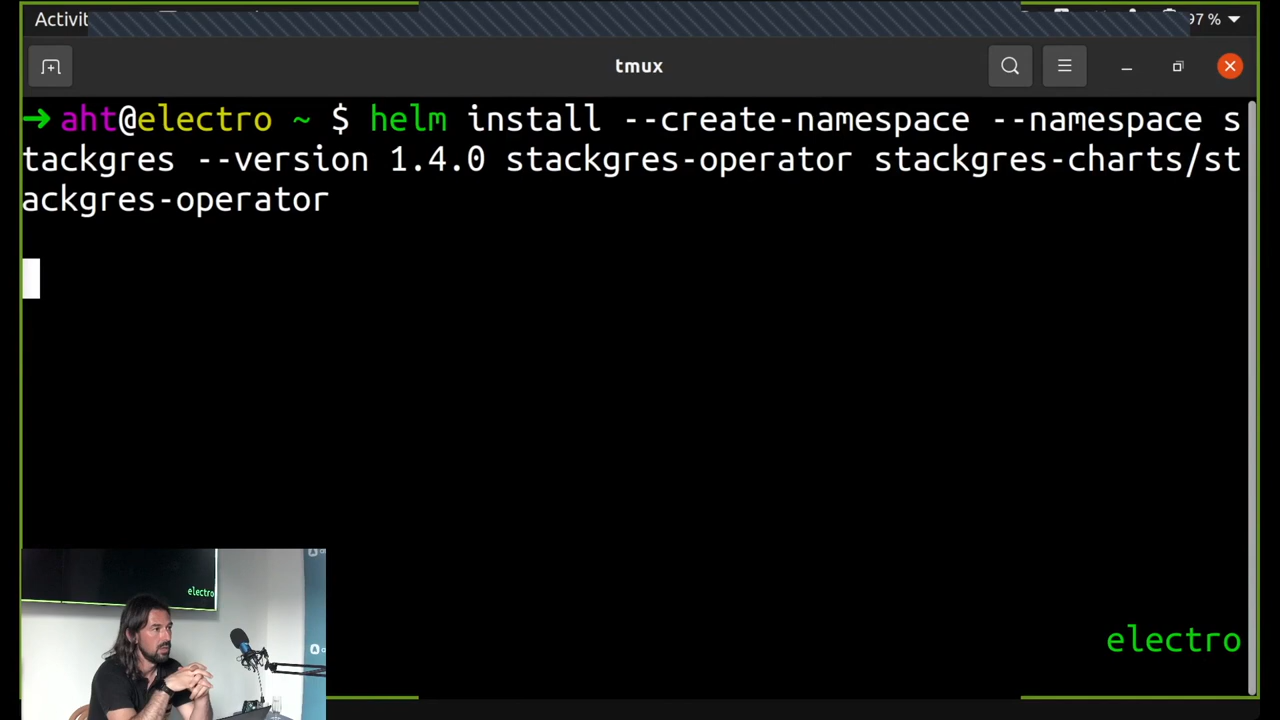 Activit
97 %
tmux
➜ aht@electro ~ $ helm install --create-namespace --namespace s
tackgres --version 1.4.0 stackgres-operator stackgres-charts/st
ackgres-operator
electro
electro